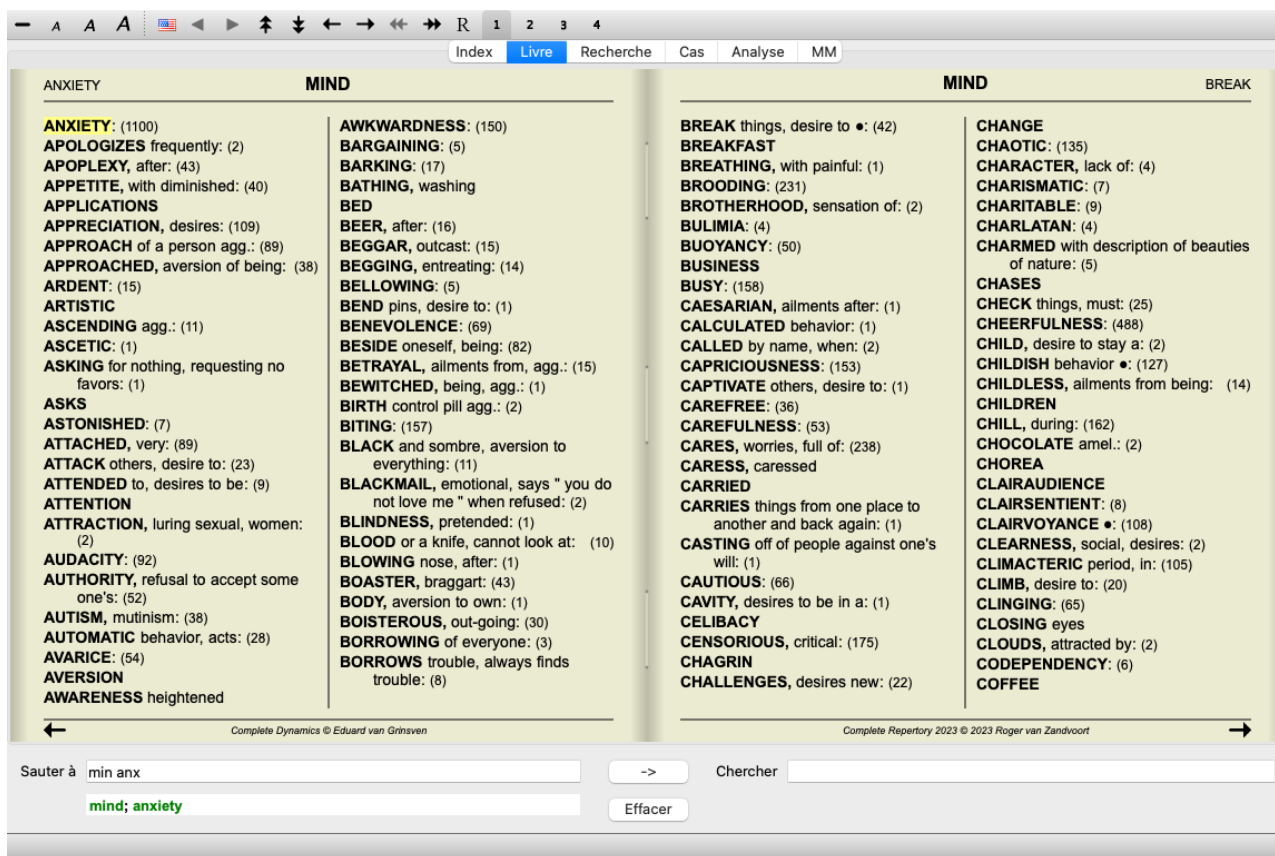 A A A R 1 2 3 4
Index Livre Recherche Cas Analyse MM
ANXIETY MIND
ANXIETY: (1100)
APOLOGIZES frequently: (2)
APOPLEXY, after: (43)
APPETITE, with diminished: (40)
APPLICATIONS
APPRECIATION, desires: (109)
APPROACH of a person agg.: (89)
APPROACHED, aversion of being: (38)
ARDENT: (15)
ARTISTIC
ASCENDING agg.: (11)
ASCETIC: (1)
ASKING for nothing, requesting no
favors: (1)
ASKS
ASTONISHED: (7)
ATTACHED, very: (89)
ATTACK others, desire to: (23)
ATTENDED to, desires to be: (9)
ATTENTION
ATTRACTION, luring sexual, women:
(2)
AUDACITY: (92)
AUTHORITY, refusal to accept some
one's: (52)
AUTISM, mutinism: (38)
AUTOMATIC behavior, acts: (28)
AVARICE: (54)
AVERSION
AWARENESS heightened
AWKWARDNESS: (150)
BARGAINING: (5)
BARKING: (17)
BATHING, washing
BED
BEER, after: (16)
BEGGAR, outcast: (15)
BEGGING, entreating: (14)
BELLOWING: (5)
BEND pins, desire to: (1)
BENEVOLENCE: (69)
BESIDE oneself, being: (82)
BETRAYAL, ailments from, agg.: (15)
BEWITCHED, being, agg.: (1)
BIRTH control pill agg.: (2)
BITING: (157)
BLACK and sombre, aversion to
everything: (11)
BLACKMAIL, emotional, says " you do
not love me " when refused: (2)
BLINDNESS, pretended: (1)
BLOOD or a knife, cannot look at: (10)
BLOWING nose, after: (1)
BOASTER, braggart: (43)
BODY, aversion to own: (1)
BOISTEROUS, out-going: (30)
BORROWING of everyone: (3)
BORROWS trouble, always finds
trouble: (8)
Complete Dynamics © Eduard van Grinsven
MIND BREAK
BREAK things, desire to ●: (42)
BREAKFAST
BREATHING, with painful: (1)
BROODING: (231)
BROTHERHOOD, sensation of: (2)
BULIMIA: (4)
BUOYANCY: (50)
BUSINESS
BUSY: (158)
CAESARIAN, ailments after: (1)
CALCULATED behavior: (1)
CALLED by name, when: (2)
CAPRICIOUSNESS: (153)
CAPTIVATE others, desire to: (1)
CAREFREE: (36)
CAREFULNESS: (53)
CARES, worries, full of: (238)
CARESS, caressed
CARRIED
CARRIES things from one place to
another and back again: (1)
CASTING off of people against one's
will: (1)
CAUTIOUS: (66)
CAVITY, desires to be in a: (1)
CELIBACY
CENSORIOUS, critical: (175)
CHAGRIN
CHALLENGES, desires new: (22)
CHANGE
CHAOTIC: (135)
CHARACTER, lack of: (4)
CHARISMATIC: (7)
CHARITABLE: (9)
CHARLATAN: (4)
CHARMED with description of beauties
of nature: (5)
CHASES
CHECK things, must: (25)
CHEERFULNESS: (488)
CHILD, desire to stay a: (2)
CHILDISH behavior ●: (127)
CHILDLESS, ailments from being: (14)
CHILDREN
CHILL, during: (162)
CHOCOLATE amel.: (2)
CHOREA
CLAIRAUDIENCE
CLAIRSENTIENT: (8)
CLAIRVOYANCE ●: (108)
CLEARNESS, social, desires: (2)
CLIMACTERIC period, in: (105)
CLIMB, desire to: (20)
CLINGING: (65)
CLOSING eyes
CLOUDS, attracted by: (2)
CODEPENDENCY: (6)
COFFEE
Complete Repertory 2023 © 2023 Roger van Zandvoort
Sauter à min anx -> Chercher
mind; anxiety Effacer